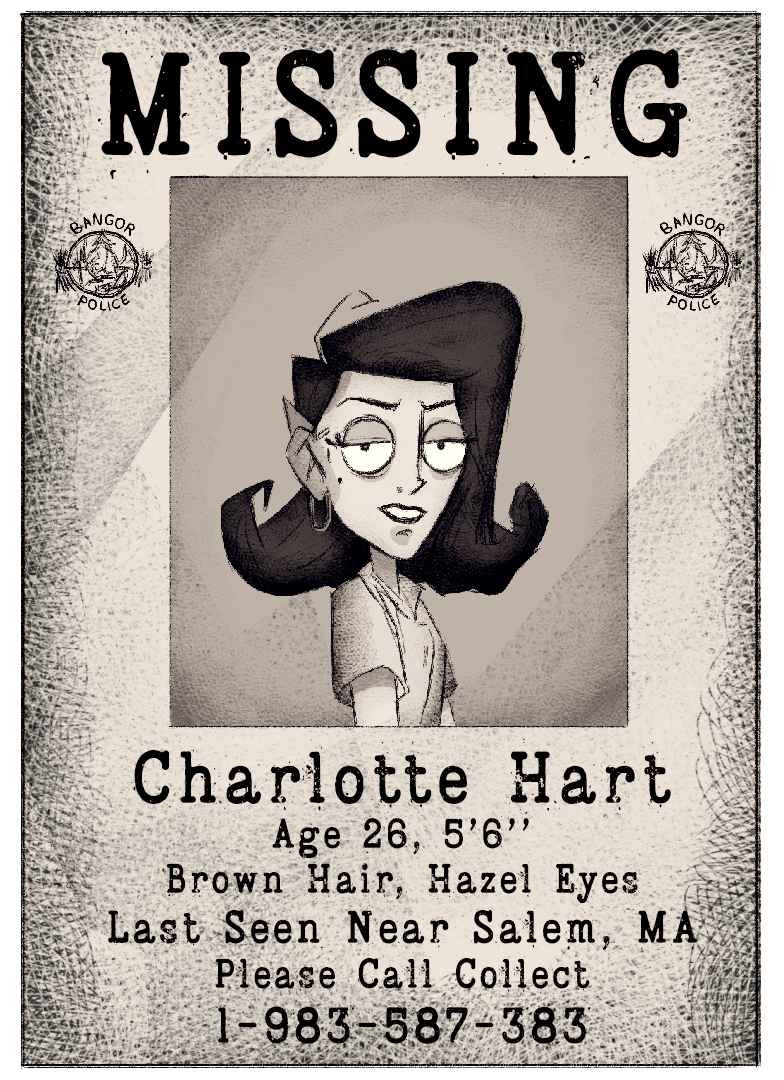 MISSING
BANGOR
POLICE
BANGOR
POLICE
Charlotte Hart
Age 26, 5'6''
Brown Hair, Hazel Eyes
Last Seen Near Salem, MA
Please Call Collect
1-983-587-383